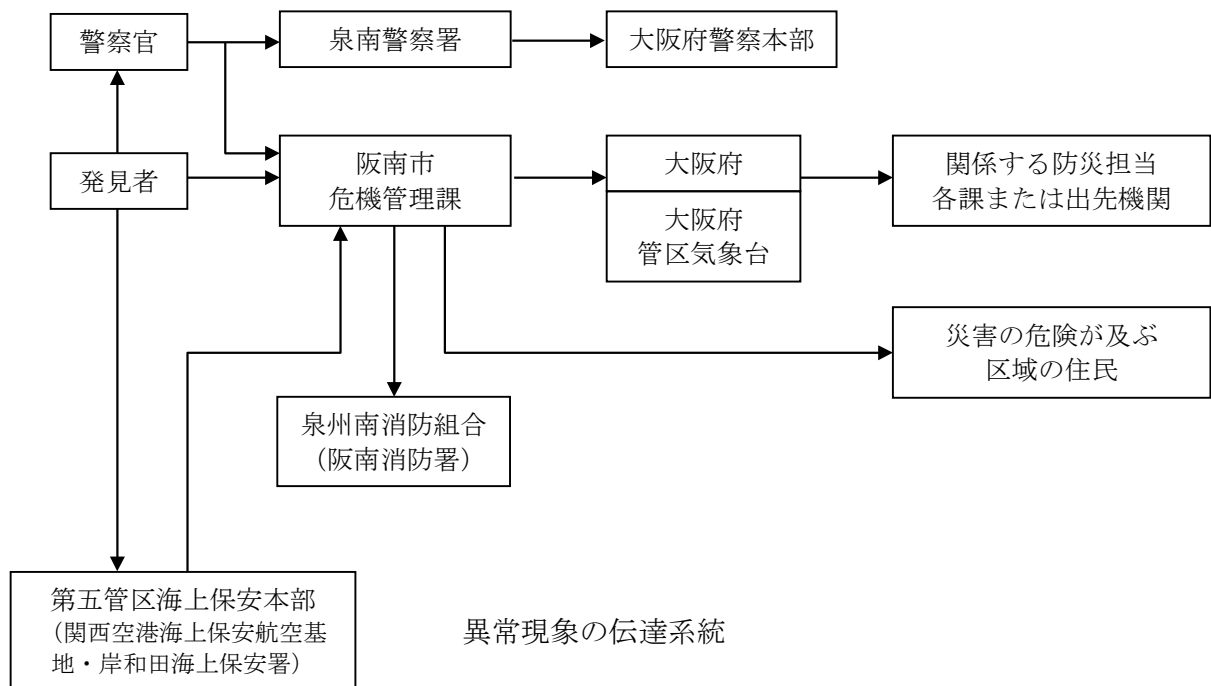 警察官
泉南警察署
大阪府警察本部
発見者
阪南市
危機管理課
大阪府
大阪府
管区気象台
関係する防災担当
各課または出先機関
災害の危険が及ぶ
区域の住民
泉州南消防組合
（阪南消防署）
第五管区海上保安本部
（関西空港海上保安航空基
地・岸和田海上保安署）
異常現象の伝達系統